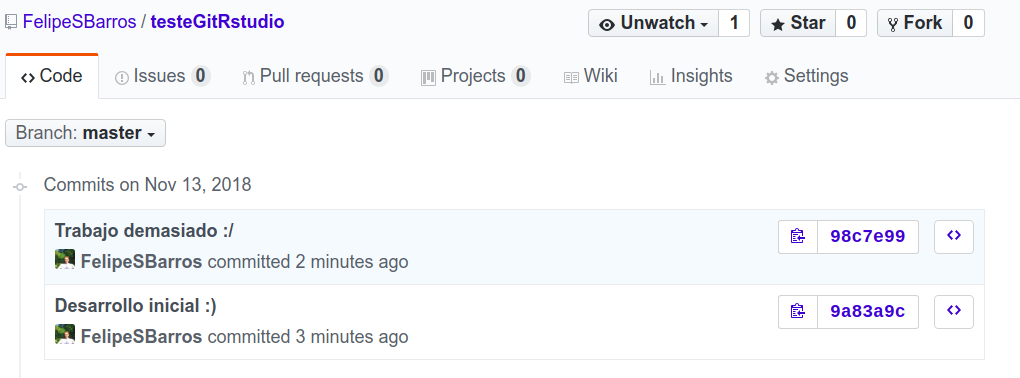 FelipeSBarros / testeGitRstudio
Unwatch 1 Star 0 Fork 0
Code Issues 0 Pull requests 0 Projects 0 Wiki Insights Settings
Branch: master
Commits on Nov 13, 2018
Trabajo demasiado :/
98c7e99
FelipeSBarros committed 2 minutes ago
Desarrollo inicial :)
9a83a9c
FelipeSBarros committed 3 minutes ago